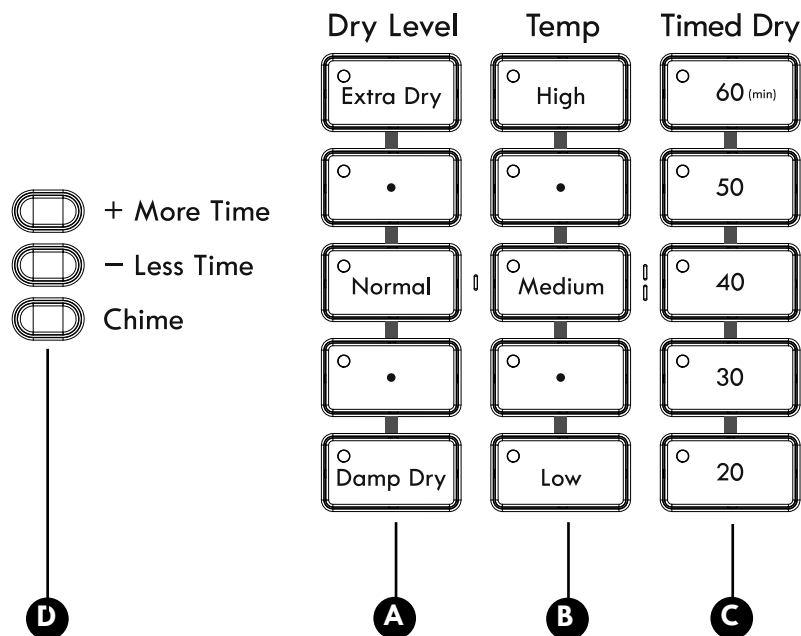 Dry Level Temp Timed Dry
Extra Dry High 60 (min)
• • 50
+ More Time
− Less Time
Normal Medium 40
Chime
• • 30
Damp Dry Low 20
D A B C